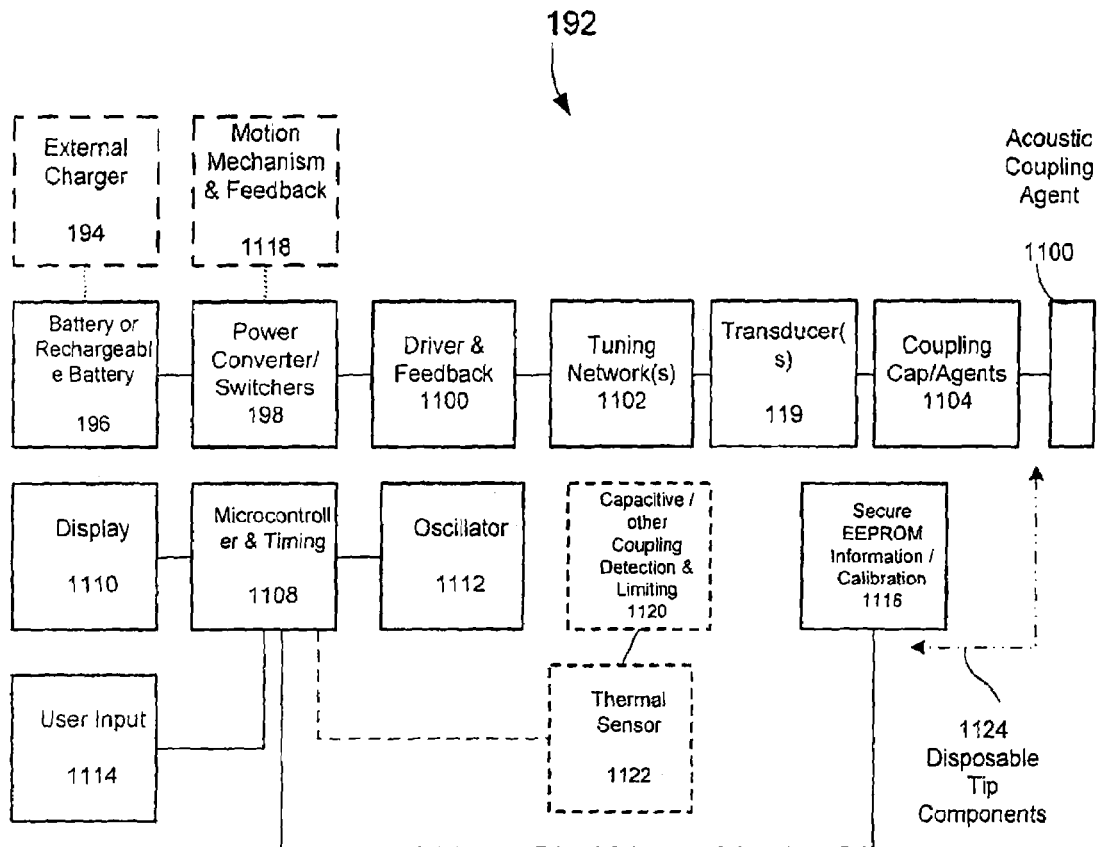 192
External
Charger
194
Motion
Mechanism
& Feedback
1118
Acoustic
Coupling
Agent
1100
Battery or
Rechargeabl
e Battery
196
Power
Converter/
Switchers
198
Driver &
Feedback
1100
Tuning
Network(s)
1102
Transducer(
s)
119
Coupling
Cap/Agents
1104
Display
1110
Microcontroll
er & Timing
1108
Oscillator
1112
Capacitive /
other
Coupling
Detection &
Limiting
1120
Secure
EEPROM
Information /
Calibration
1116
User Input
1114
Thermal
Sensor
1122
1124
Disposable
Tip
Components